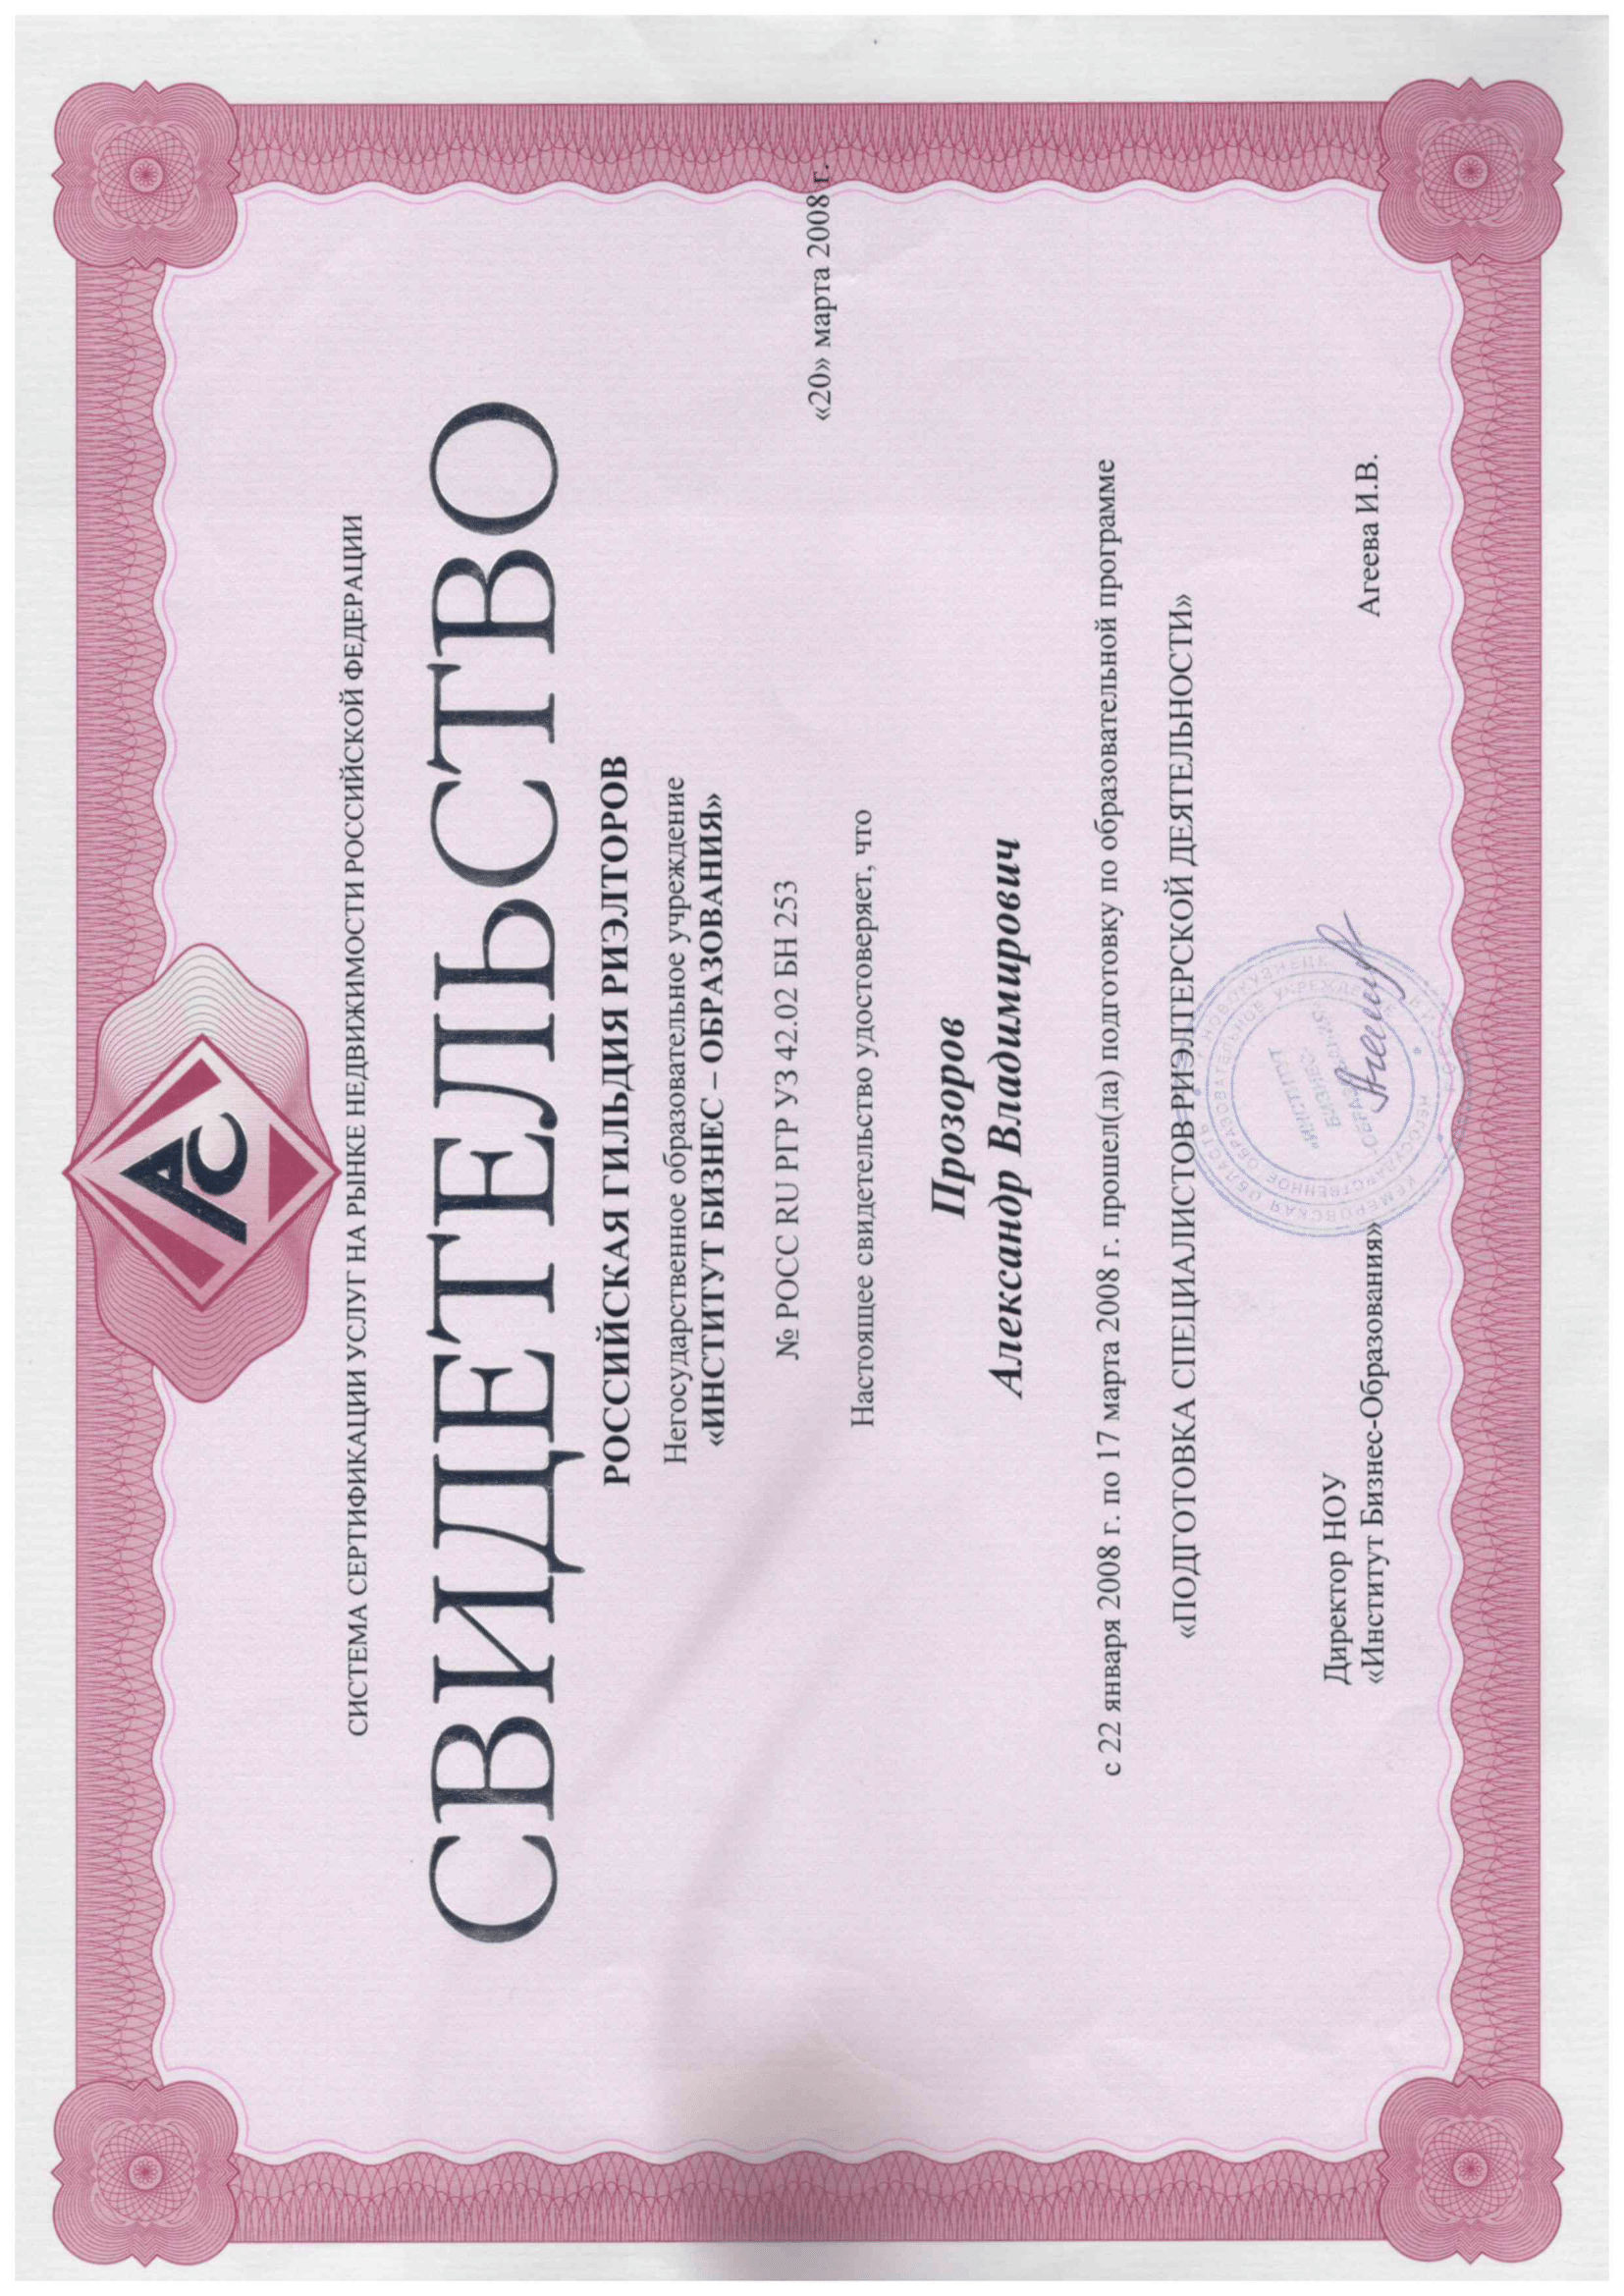 СИСТЕМА СЕРТИФИКАЦИИ УСЛУГ НА РЫНКЕ НЕДВИЖИМОСТИ РОССИЙСКОЙ ФЕДЕРАЦИИ
СВИДЕТЕЛЬСТВО
РОССИЙСКАЯ ГИЛЬДИЯ РИЭЛТОРОВ
Негосударственное образовательное учреждение
«ИНСТИТУТ БИЗНЕС – ОБРАЗОВАНИЯ»
№ РОСС RU РГР УЗ 42.02 БН 253
«20» марта 2008 г.
Настоящее свидетельство удостоверяет, что
Прозоров
Александр Владимирович
с 22 января 2008 г. по 17 марта 2008 г. прошел(ла) подготовку по образовательной программе
«ПОДГОТОВКА СПЕЦИАЛИСТОВ РИЭЛТЕРСКОЙ ДЕЯТЕЛЬНОСТИ»
Директор НОУ
«Институт Бизнес-Образования»
Агеева И.В.
КЕМЕРОВСКАЯ ОБЛАСТЬ
НОВОКУЗНЕЦК
НЕГОСУДАРСТВЕННОЕ ОБРАЗОВАТЕЛЬНОЕ УЧРЕЖДЕНИЕ
ИНСТИТУТ
БИЗНЕС-